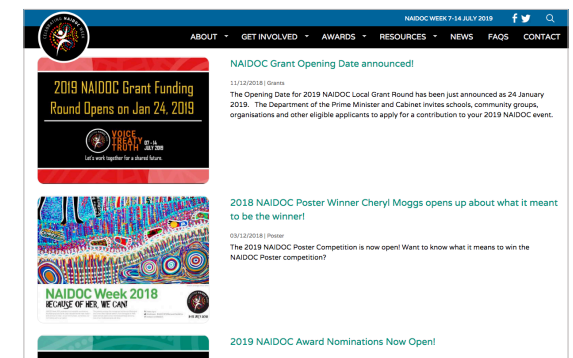 NAIDOC WEEK 7-14 JULY 2019
CELEBRATING NAIDOC WEEK
ABOUT GET INVOLVED AWARDS RESOURCES NEWS FAQS CONTACT
2019 NAIDOC Grant Funding
Round Opens on Jan 24, 2019
VOICE
TREATY
TRUTH
07 - 14
JULY 2019
Let's work together for a shared future.
NAIDOC Grant Opening Date announced!
11/12/2018 | Grants
The Opening Date for 2019 NAIDOC Local Grant Round has been just announced as 24 January
2019. The Department of the Prime Minister and Cabinet invites schools, community groups,
organisations and other eligible applicants to apply for a contribution to your 2019 NAIDOC event.
NAIDOC Week 2018
BECAUSE OF HER, WE CAN!
2018 NAIDOC Poster Winner Cheryl Moggs opens up about what it meant
to be the winner!
03/12/2018 | Poster
The 2019 NAIDOC Poster Competition is now open! Want to know what it means to win the
NAIDOC Poster competition?
2019 NAIDOC Award Nominations Now Open!